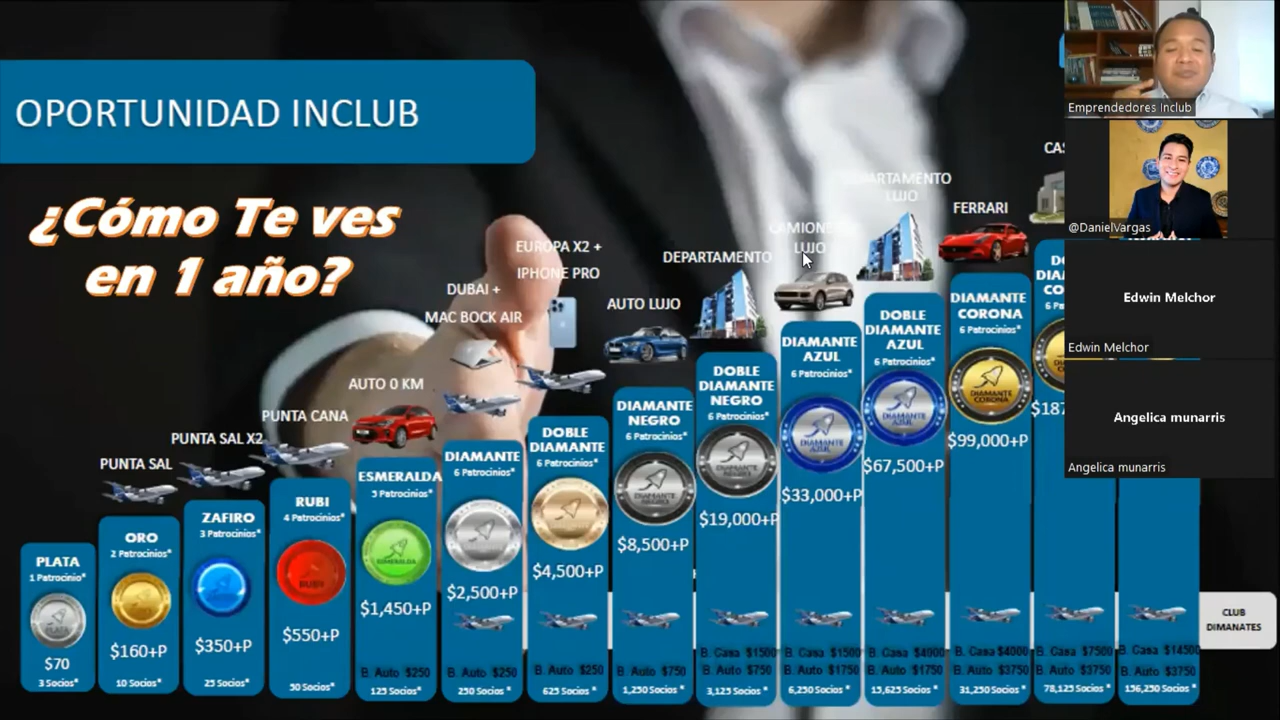 OPORTUNIDAD INCLUB
¿Cómo Te ves
en 1 año?
PUNTA SAL
PUNTA SAL X2
PUNTA CANA
AUTO 0 KM
DUBAI +
MAC BOCK AIR
EUROPA X2 +
IPHONE PRO
AUTO LUJO
DEPARTAMENTO
LUJO
LUJO
FERRARI
PLATA
1 Patrocinio*
PLATA
$70
3 Socios*
ORO
2 Patrocinios*
$160+P
10 Socios*
ZAFIRO
3 Patrocinios*
$350+P
25 Socios*
RUBI
4 Patrocinios*
RUBI
$550+P
50 Socios*
ESMERALDA
5 Patrocinios*
ESMERALDA
$1,450+P
B. Auto $250
125 Socios *
DIAMANTE
6 Patrocinios*
$2,500+P
B. Auto $250
250 Socios *
DOBLE
DIAMANTE
6 Patrocinios*
$4,500+P
B. Auto $250
625 Socios *
DIAMANTE
NEGRO
6 Patrocinios*
$8,500+P
B. Auto $750
1,250 Socios *
DOBLE
DIAMANTE
NEGRO
6 Patrocinios*
$19,000+P
B. Casa $1500
B. Auto $750
3,125 Socios *
DIAMANTE
AZUL
6 Patrocinios*
DIAMANTE
AZUL
$33,000+P
B. Casa $1500
B. Auto $1750
6,250 Socios *
DOBLE
DIAMANTE
AZUL
6 Patrocinios*
DIAMANTE
AZUL
$67,500+P
B. Casa $4000
B. Auto $1750
15,625 Socios *
DIAMANTE
CORONA
6 Patrocinios*
DIAMANTE
CORONA
$99,000+P
B. Casa $4000
B. Auto $3750
31,250 Socios *
B. Casa $7500
B. Auto $3750
78,125 Socios *
B. Casa $14500
B. Auto $3750
156,250 Socios *
CLUB
DIMANATES
Emprendedores Inclub
@DanielVargas
Edwin Melchor
Edwin Melchor
Angelica munarris
Angelica munarris